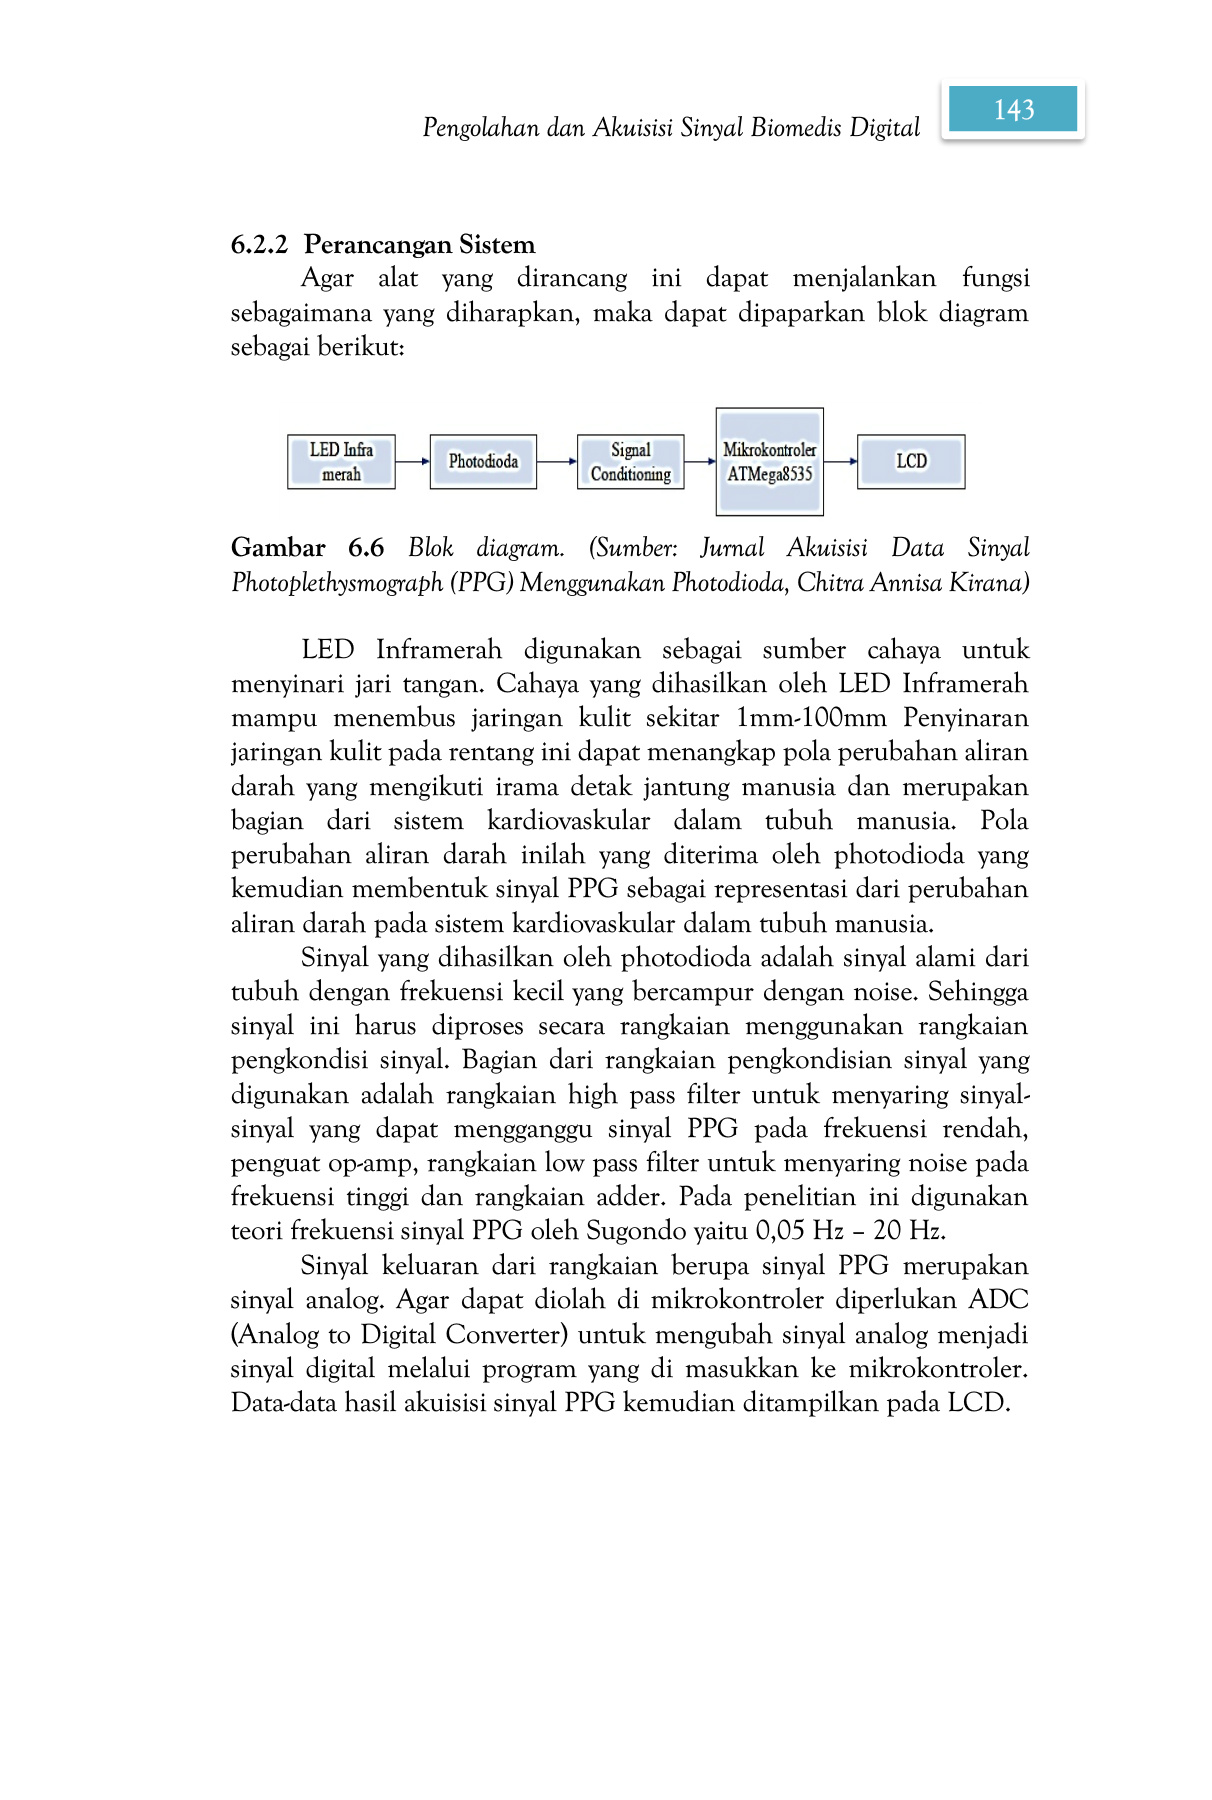 Pengolahan dan Akuisisi Sinyal Biomedis Digital
143
6.2.2 Perancangan Sistem
Agar alat yang dirancang ini dapat menjalankan fungsi
sebagaimana yang diharapkan, maka dapat dipaparkan blok diagram
sebagai berikut:
LED Infra
merah
Photodioda
Signal
Conditioning
Mikrokontroler
ATMega8535
LCD
Gambar 6.6 Blok diagram. (Sumber: Jurnal Akuisisi Data Sinyal
Photoplethysmograph (PPG) Menggunakan Photodioda, Chitra Annisa Kirana)
LED Inframerah digunakan sebagai sumber cahaya untuk
menyinari jari tangan. Cahaya yang dihasilkan oleh LED Inframerah
mampu menembus jaringan kulit sekitar 1mm-100mm Penyinaran
jaringan kulit pada rentang ini dapat menangkap pola perubahan aliran
darah yang mengikuti irama detak jantung manusia dan merupakan
bagian dari sistem kardiovaskular dalam tubuh manusia. Pola
perubahan aliran darah inilah yang diterima oleh photodioda yang
kemudian membentuk sinyal PPG sebagai representasi dari perubahan
aliran darah pada sistem kardiovaskular dalam tubuh manusia.
Sinyal yang dihasilkan oleh photodioda adalah sinyal alami dari
tubuh dengan frekuensi kecil yang bercampur dengan noise. Sehingga
sinyal ini harus diproses secara rangkaian menggunakan rangkaian
pengkondisi sinyal. Bagian dari rangkaian pengkondisian sinyal yang
digunakan adalah rangkaian high pass filter untuk menyaring sinyal-
sinyal yang dapat mengganggu sinyal PPG pada frekuensi rendah,
penguat op-amp, rangkaian low pass filter untuk menyaring noise pada
frekuensi tinggi dan rangkaian adder. Pada penelitian ini digunakan
teori frekuensi sinyal PPG oleh Sugondo yaitu 0,05 Hz – 20 Hz.
Sinyal keluaran dari rangkaian berupa sinyal PPG merupakan
sinyal analog. Agar dapat diolah di mikrokontroler diperlukan ADC
(Analog to Digital Converter) untuk mengubah sinyal analog menjadi
sinyal digital melalui program yang di masukkan ke mikrokontroler.
Data-data hasil akuisisi sinyal PPG kemudian ditampilkan pada LCD.